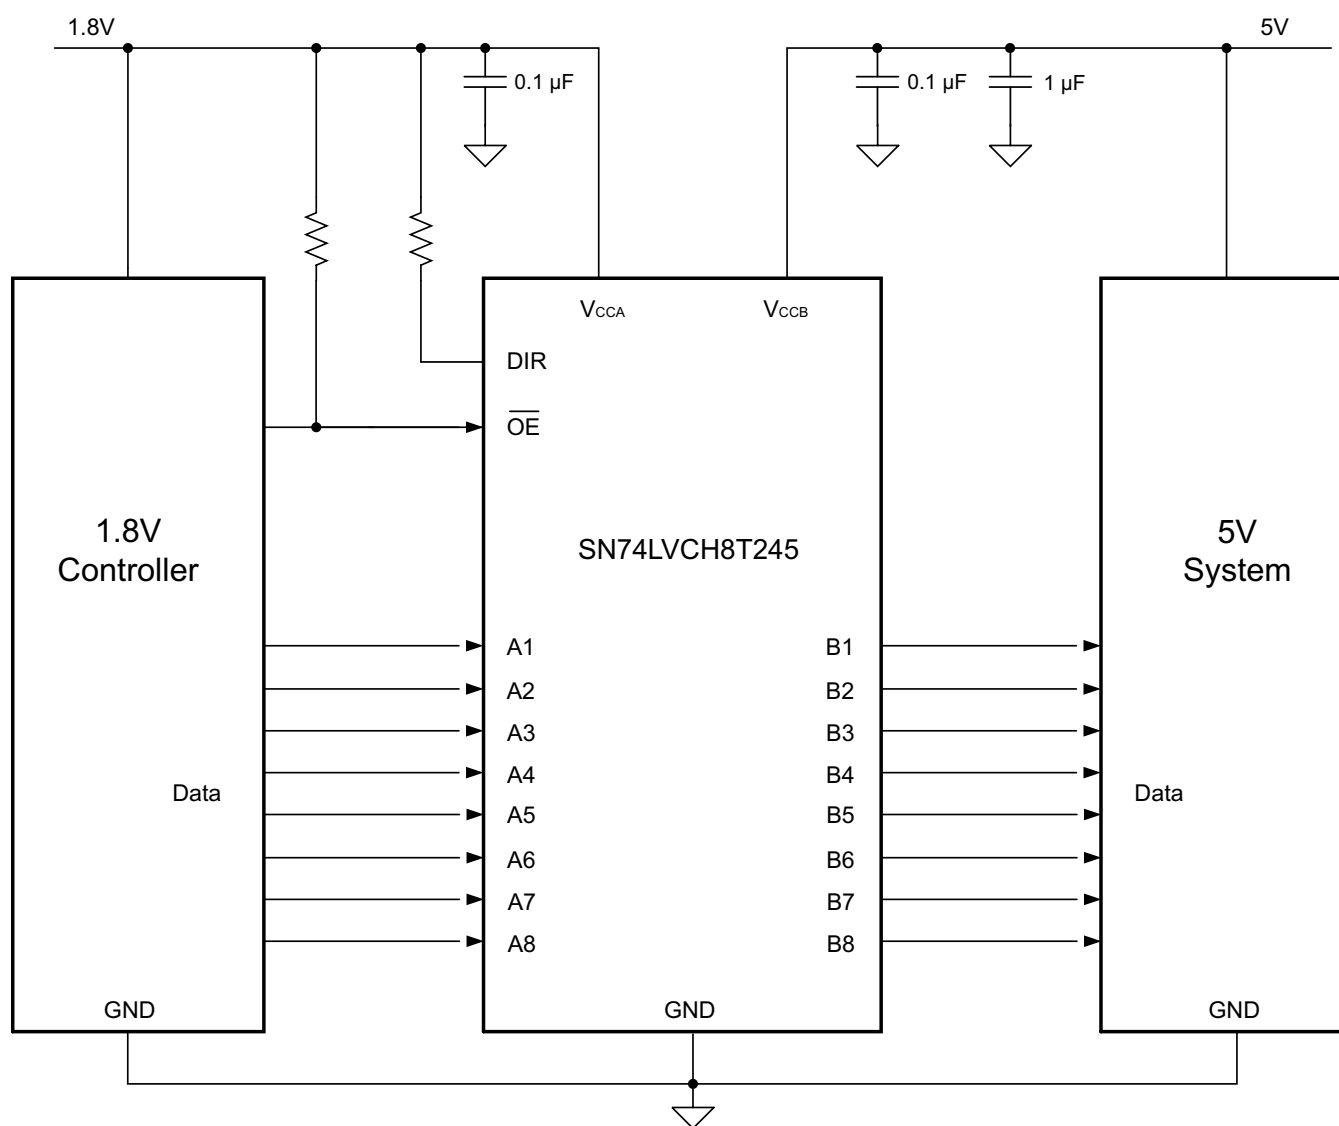 1.8V
5V
0.1 µF
0.1 µF
1 µF
VCCA
VCCB
DIR
OE
1.8V
Controller
SN74LVCH8T245
5V
System
A1
B1
A2
B2
A3
B3
A4
B4
Data
Data
A5
B5
A6
B6
A7
B7
A8
B8
GND
GND
GND